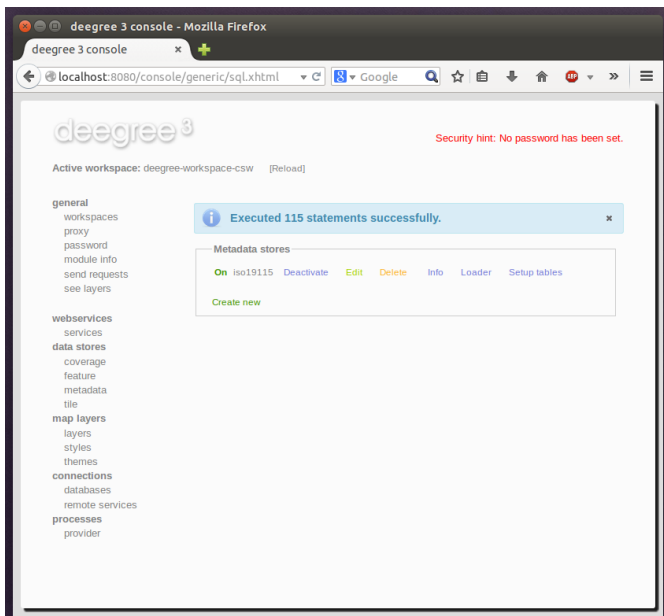 deegree 3 console - Mozilla Firefox
deegree 3 console
localhost:8080/console/generic/sql.xhtml
Google
ABP
deegree 3
Security hint: No password has been set.
Active workspace: deegree-workspace-csw [Reload]
general
workspaces
proxy
password
module info
send requests
see layers
webservices
services
data stores
coverage
feature
metadata
tile
map layers
layers
styles
themes
connections
databases
remote services
processes
provider
Executed 115 statements successfully.
Metadata stores
On iso19115 Deactivate Edit Delete Info Loader Setup tables
Create new